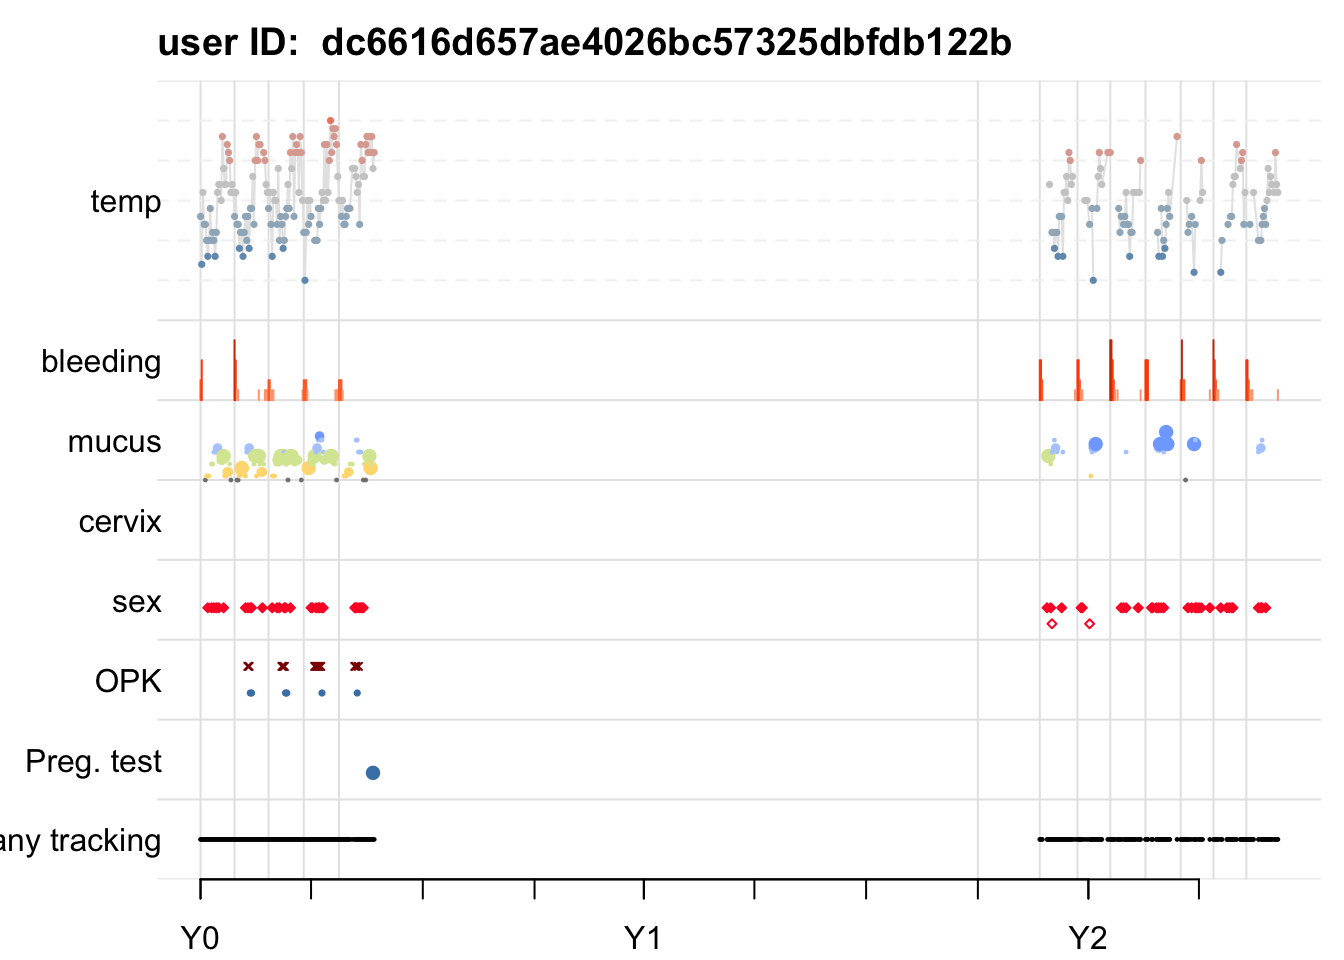 user ID:  dc6616d657ae4026bc57325dbfdb122b
temp
bleeding
mucus
cervix
sex
OPK
Preg. test
any tracking
Y0 Y1 Y2